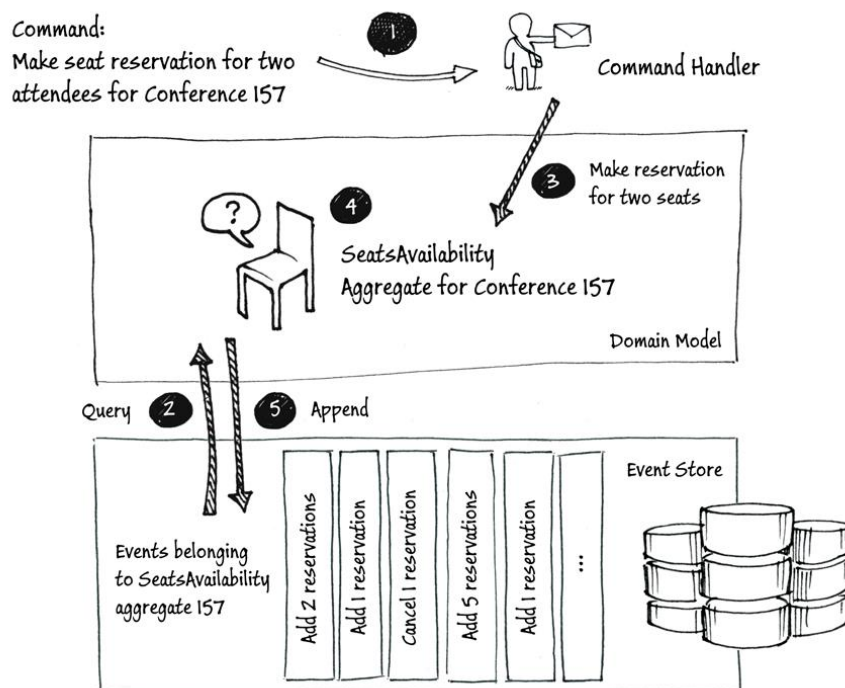 Command:
Make seat reservation for two
attendees for Conference 157
1
Command Handler
3
Make reservation
for two seats
?
4
SeatsAvailability
Aggregate for Conference 157
Domain Model
Query
2
5
Append
Event Store
Events belonging
to SeatsAvailability
aggregate 157
Add 2 reservations
Add 1 reservation
Cancel 1 reservation
Add 5 reservations
Add 1 reservation
...